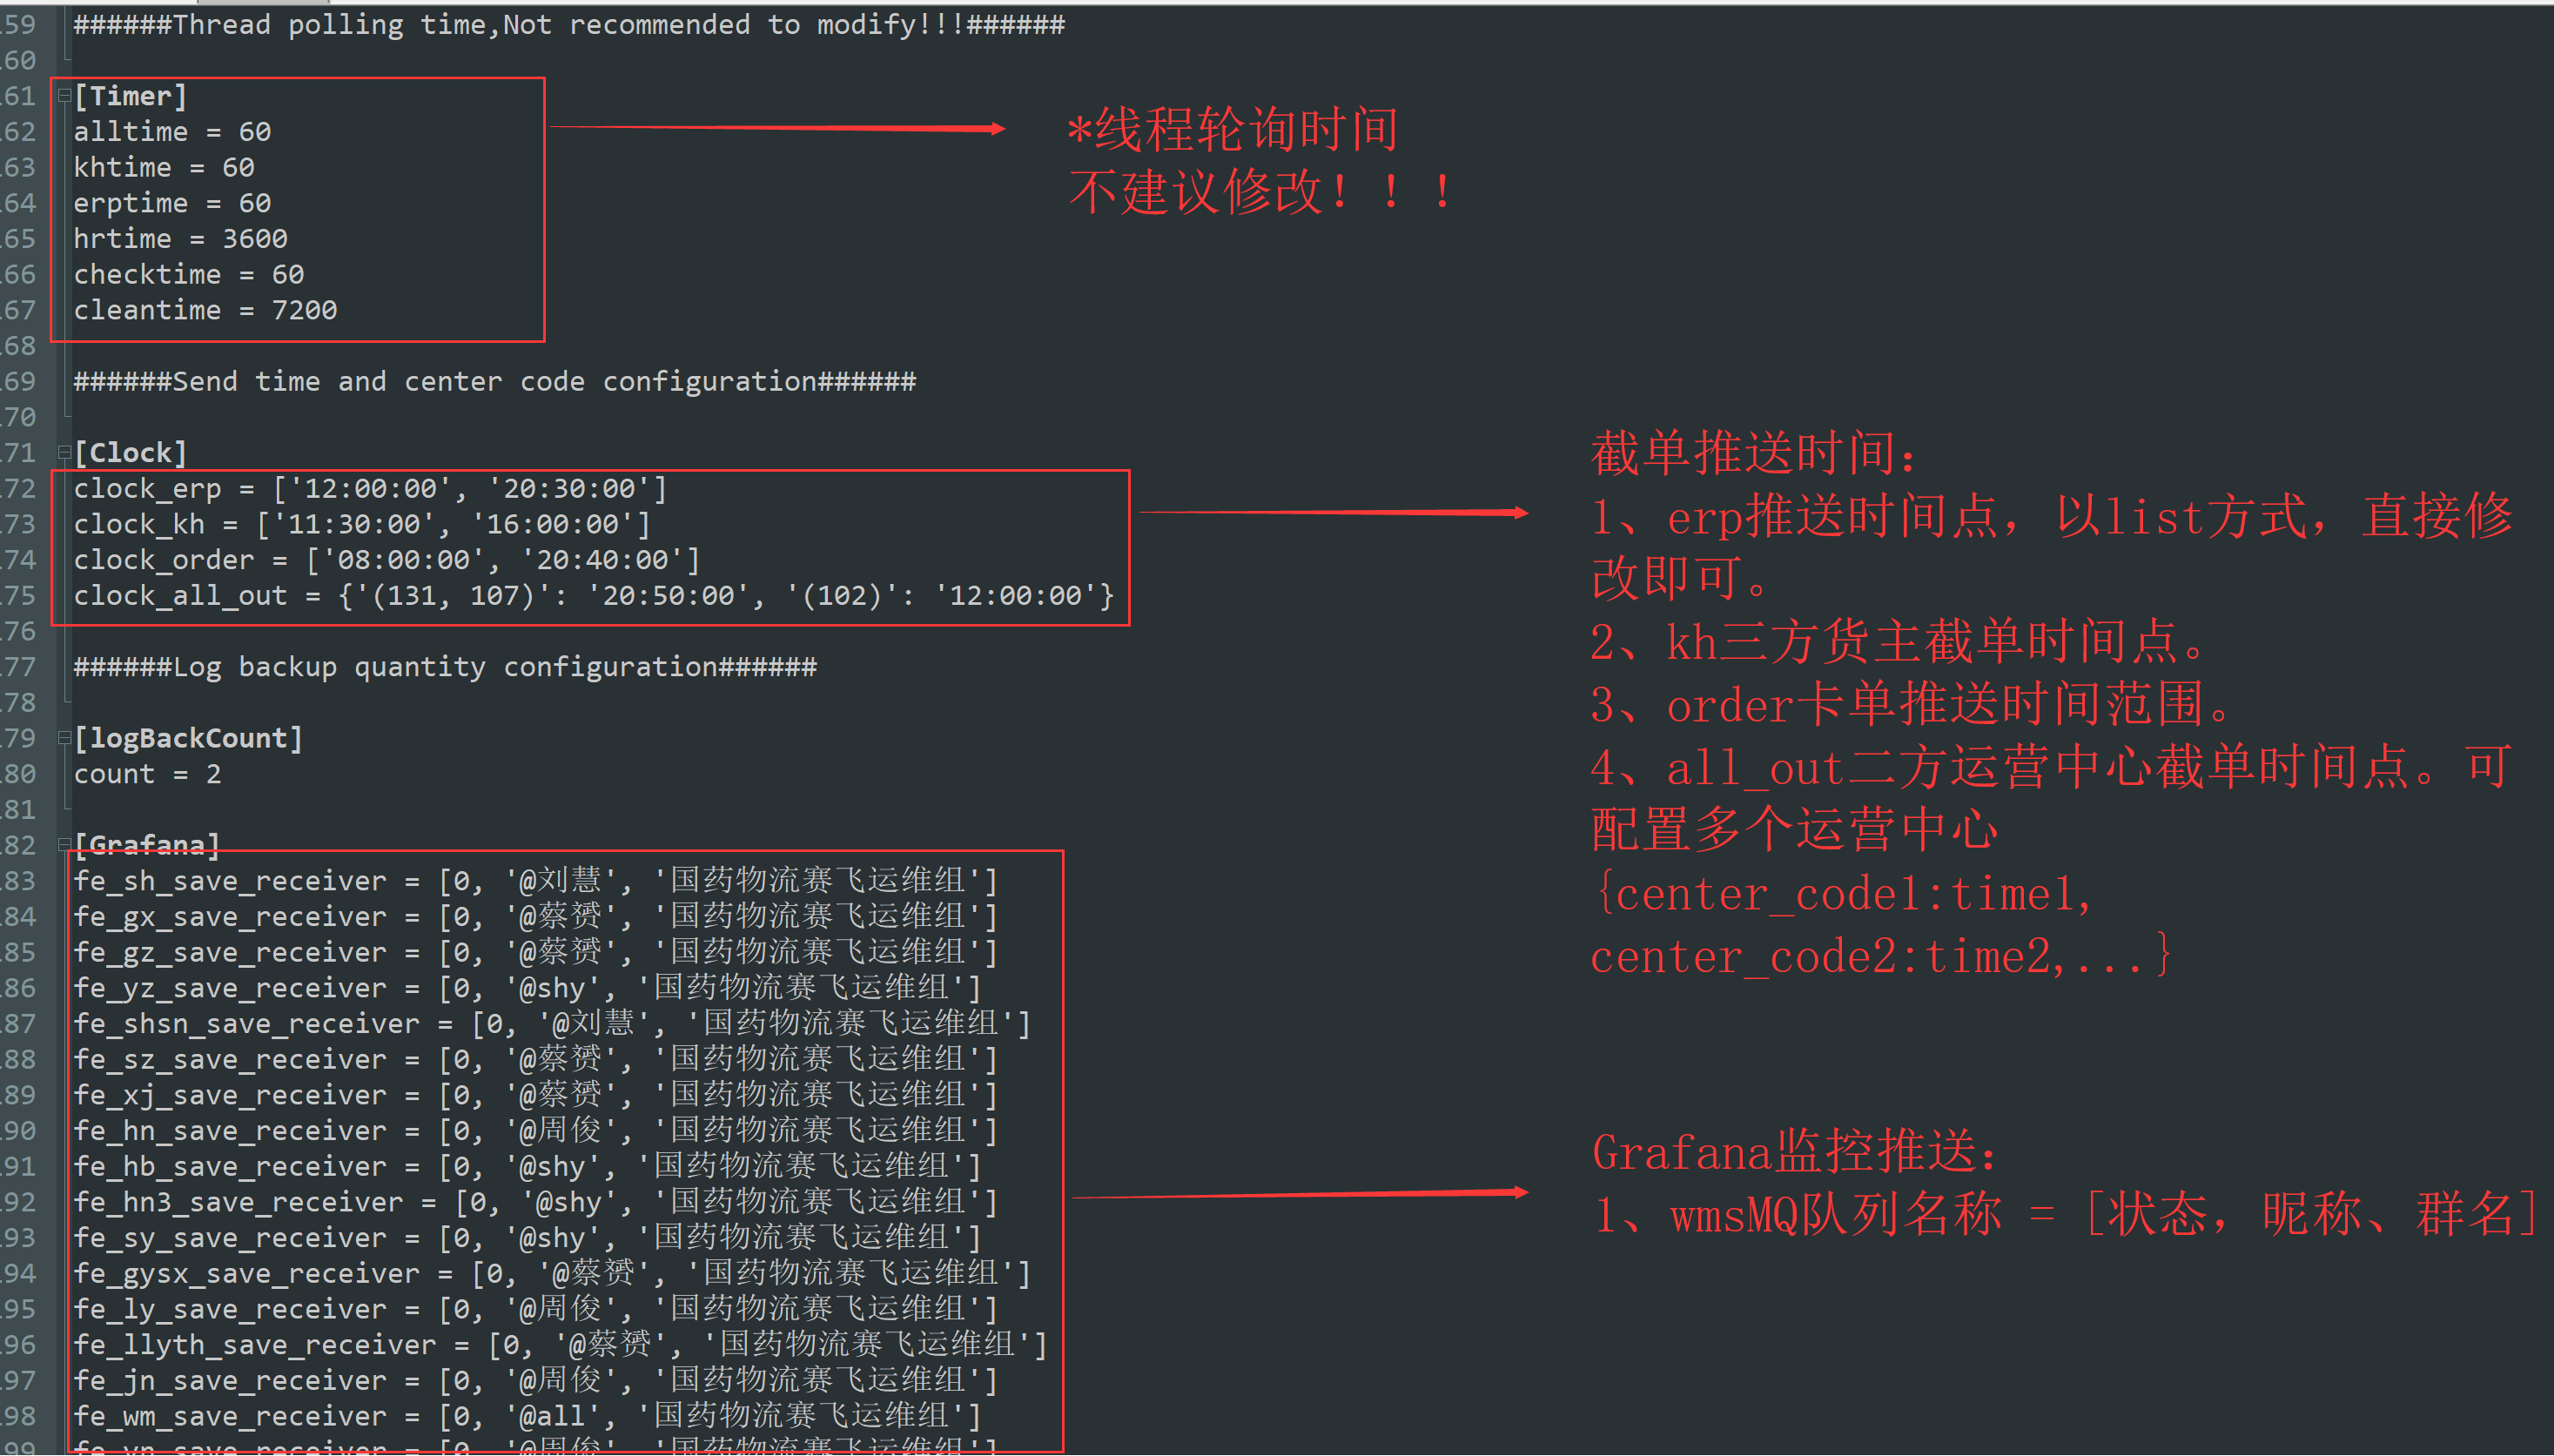 59 ######Thread polling time,Not recommended to modify!!!######
60
61 [Timer]
62 alltime = 60
63 khtime = 60
64 erptime = 60
65 hrtime = 3600
66 checktime = 60
67 cleantime = 7200
68
69 ######Send time and center code configuration######
70
71 [Clock]
72 clock_erp = ['12:00:00', '20:30:00']
73 clock_kh = ['11:30:00', '16:00:00']
74 clock_order = ['08:00:00', '20:40:00']
75 clock_all_out = {'(131, 107)': '20:50:00', '(102)': '12:00:00'}
76
77 ######Log backup quantity configuration######
78
79 [logBackCount]
80 count = 2
81
82 [Grafana]
83 fe_sh_save_receiver = [0, '@刘慧', '国药物流赛飞运维组']
84 fe_gx_save_receiver = [0, '@蔡赟', '国药物流赛飞运维组']
85 fe_gz_save_receiver = [0, '@蔡赟', '国药物流赛飞运维组']
86 fe_yz_save_receiver = [0, '@shy', '国药物流赛飞运维组']
87 fe_shsn_save_receiver = [0, '@刘慧', '国药物流赛飞运维组']
88 fe_sz_save_receiver = [0, '@蔡赟', '国药物流赛飞运维组']
89 fe_xj_save_receiver = [0, '@蔡赟', '国药物流赛飞运维组']
90 fe_hn_save_receiver = [0, '@周俊', '国药物流赛飞运维组']
91 fe_hb_save_receiver = [0, '@shy', '国药物流赛飞运维组']
92 fe_hn3_save_receiver = [0, '@shy', '国药物流赛飞运维组']
93 fe_sy_save_receiver = [0, '@shy', '国药物流赛飞运维组']
94 fe_gysx_save_receiver = [0, '@蔡赟', '国药物流赛飞运维组']
95 fe_ly_save_receiver = [0, '@周俊', '国药物流赛飞运维组']
96 fe_llyth_save_receiver = [0, '@蔡赟', '国药物流赛飞运维组']
97 fe_jn_save_receiver = [0, '@周俊', '国药物流赛飞运维组']
98 fe_wm_save_receiver = [0, '@all', '国药物流赛飞运维组']
*线程轮询时间
不建议修改！！！
截单推送时间：
1、erp推送时间点，以list方式，直接修
改即可。
2、kh三方货主截单时间点。
3、order卡单推送时间范围。
4、all_out二方运营中心截单时间点。可
配置多个运营中心
{center_code1:time1,
center_code2:time2,...}
Grafana监控推送：
1、wmsMQ队列名称 = [状态，昵称、群名]